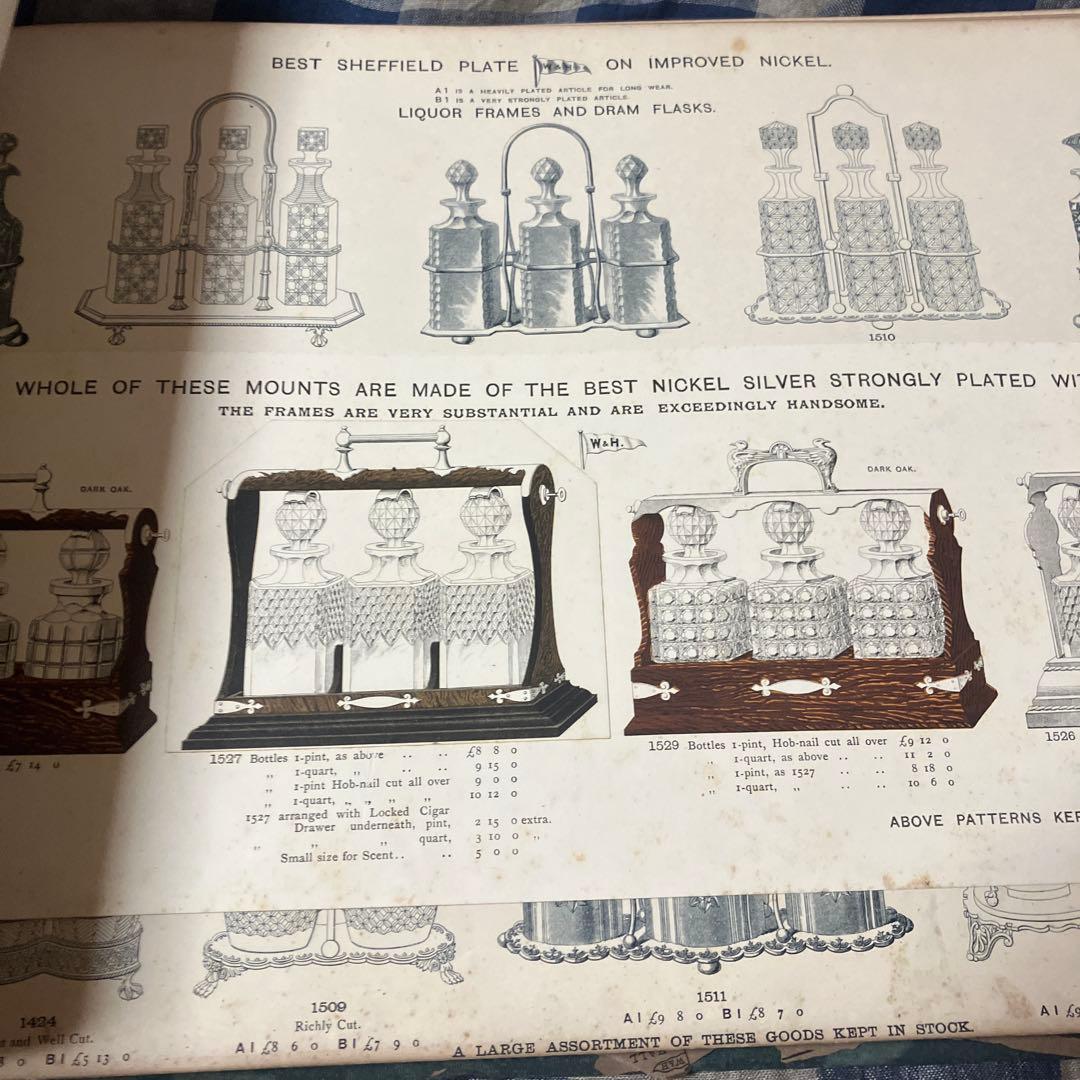 BEST SHEFFIELD PLATE W&H ON IMPROVED NICKEL.
A1 IS A HEAVILY PLATED ARTICLE FOR LONG WEAR.
B1 IS A VERY STRONGLY PLATED ARTICLE.
LIQUOR FRAMES AND DRAM FLASKS.
1510
WHOLE OF THESE MOUNTS ARE MADE OF THE BEST NICKEL SILVER STRONGLY PLATED WI
THE FRAMES ARE VERY SUBSTANTIAL AND ARE EXCEEDINGLY HANDSOME.
W&H.
DARK OAK.
DARK OAK.
£7 14 0
1527 Bottles 1-pint, as above .. .. £8 8 0
„ 1-quart, „ .. .. 9 15 0
„ 1-pint Hob-nail cut all over 9 0 0
„ 1-quart, „ „ „ „ 10 12 0
1527 arranged with Locked Cigar
Drawer underneath, pint, 2 15 0 extra.
„ „ „ quart, 3 10 0 „
Small size for Scent.. .. 5 0 0
1529 Bottles 1-pint, Hob-nail cut all over £9 12 0
„ 1-quart, as above .. .. 11 2 0
„ 1-pint, as 1527 .. .. 8 18 0
„ 1-quart, „ .. .. 10 6 0
1526
ABOVE PATTERNS KEP
1424
and Well Cut.
0 B1 £5 13 0
1509
Richly Cut.
A1 £8 6 0 B1 £7 9 0
1511
A1 £9 8 0 B1 £8 7 0
A1 £9
A LARGE ASSORTMENT OF THESE GOODS KEPT IN STOCK.